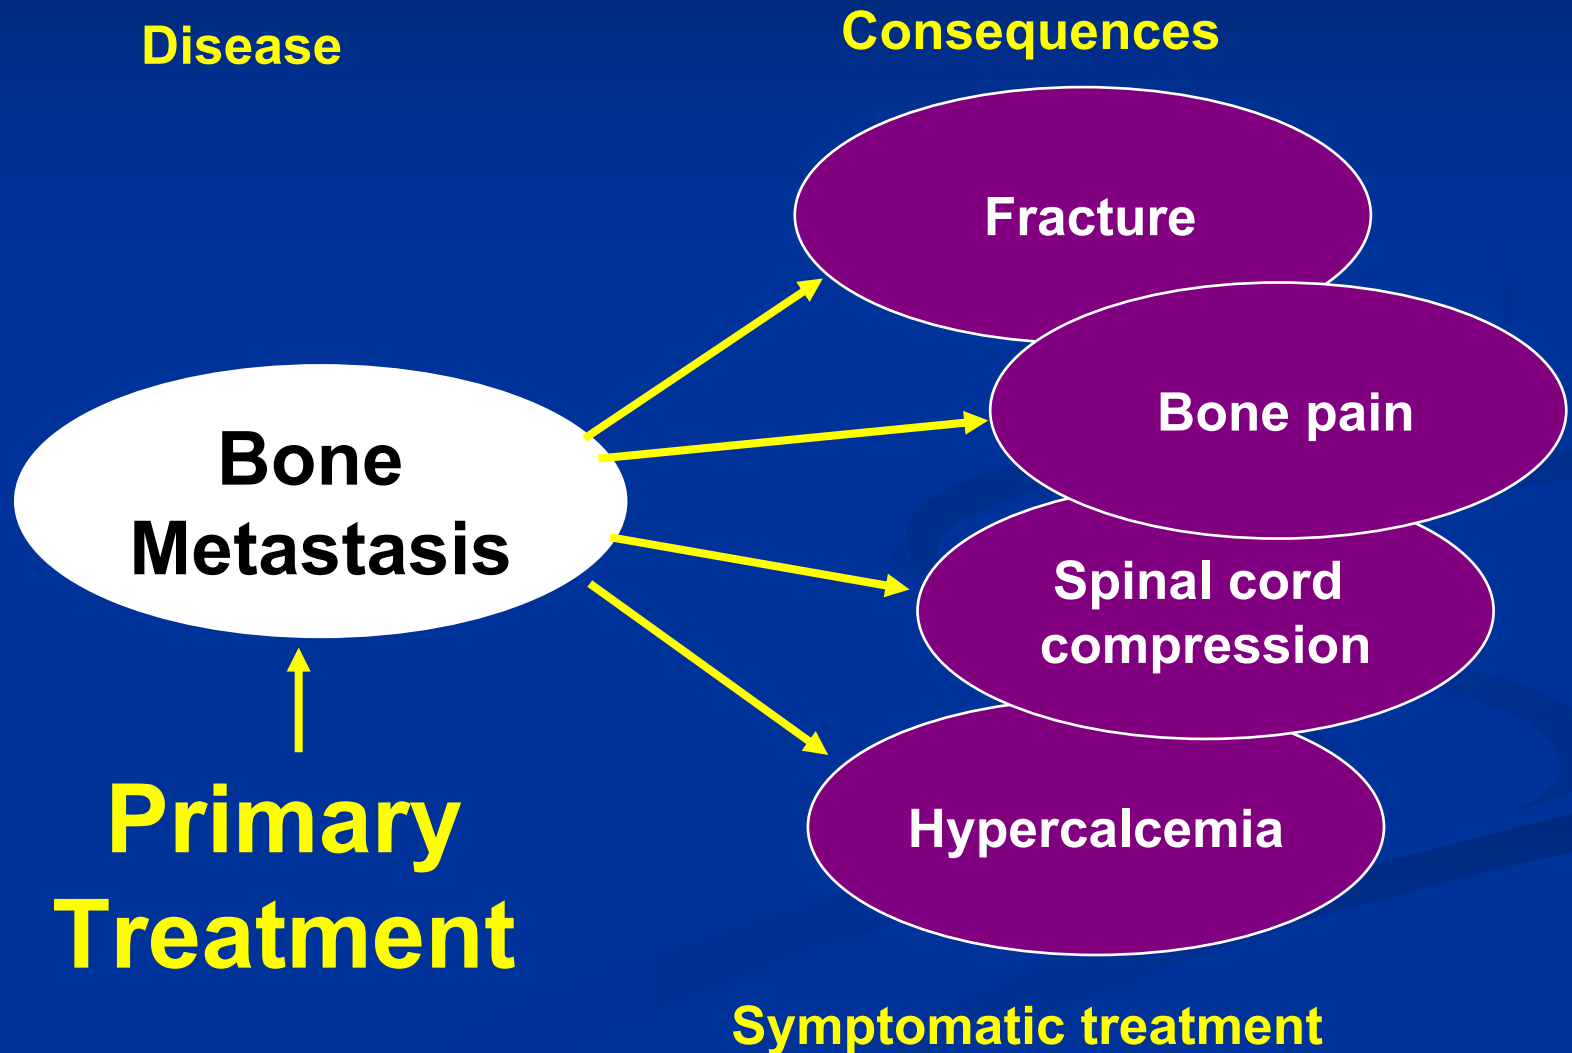 Disease
Consequences
Fracture
Bone pain
Bone
Metastasis
Spinal cord
compression
Hypercalcemia
Primary
Treatment
Symptomatic treatment